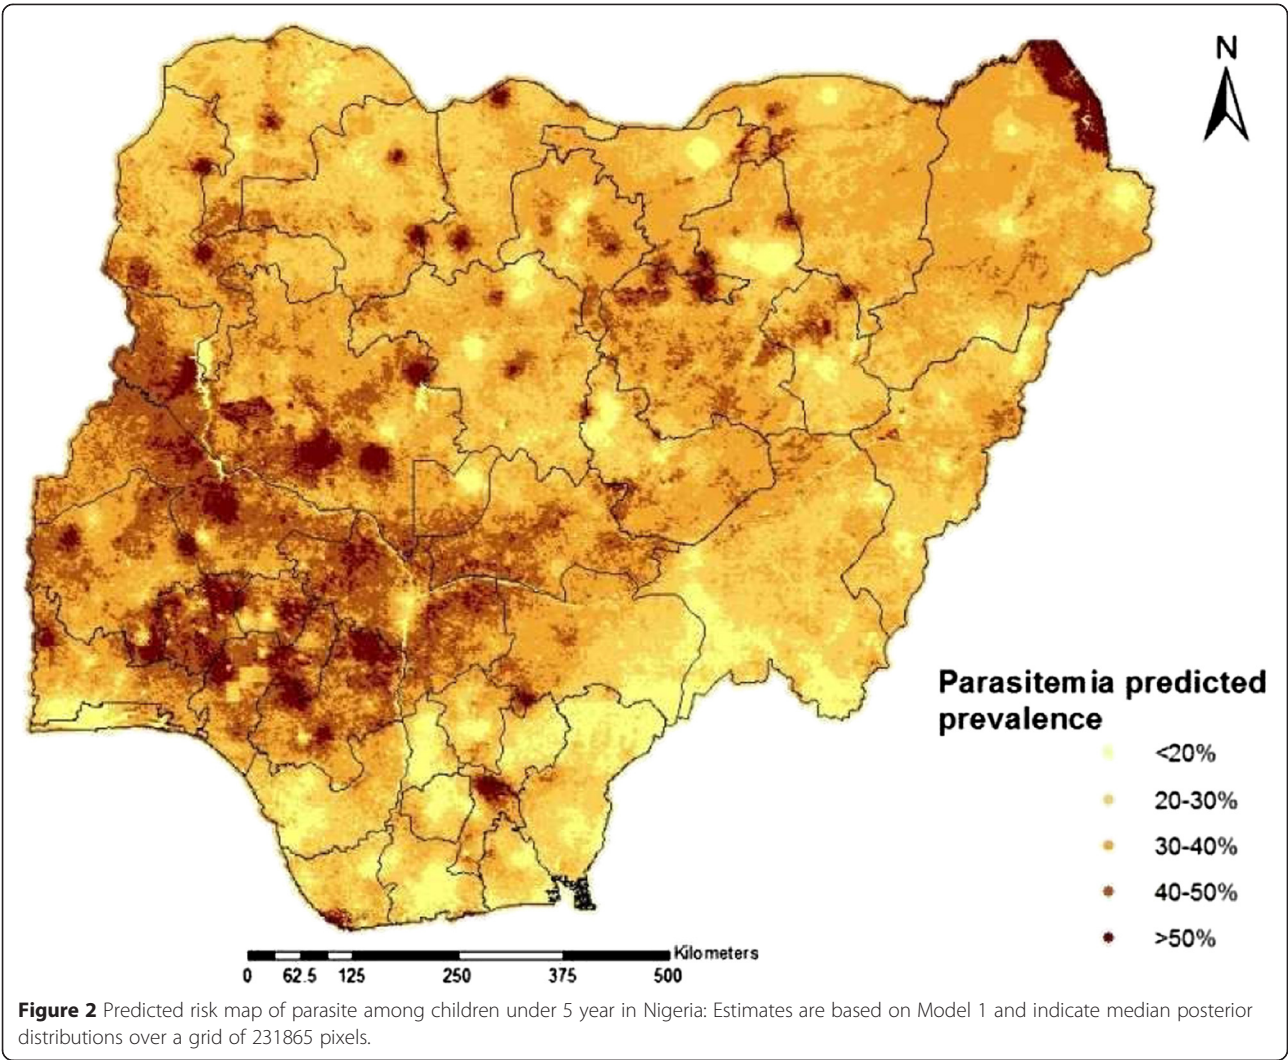 N
Parasitemia predicted
prevalence
<20%
20-30%
30-40%
40-50%
>50%
Kilometers
0 62.5 125 250 375 500
Figure 2 Predicted risk map of parasite among children under 5 year in Nigeria: Estimates are based on Model 1 and indicate median posterior
distributions over a grid of 231865 pixels.